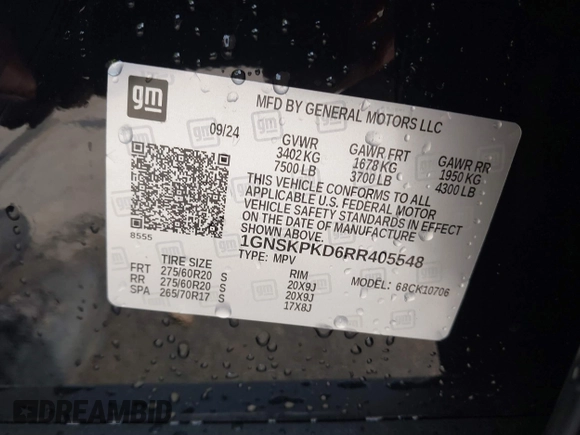 gm
MFD BY GENERAL MOTORS LLC
09/24
GVWR GAWR FRT GAWR RR
3402 KG 1678 KG 1950 KG
7500 LB 3700 LB 4300 LB
THIS VEHICLE CONFORMS TO ALL
APPLICABLE U.S. FEDERAL MOTOR
VEHICLE SAFETY STANDARDS IN EFFECT
ON THE DATE OF MANUFACTURE
SHOWN ABOVE.
8555
1GNSKPKD6RR405548
TYPE: MPV
TIRE SIZE RIM MODEL: 68CK10706
FRT 275/60R20 S 20X9J
RR 275/60R20 S 20X9J
SPA 265/70R17 S 17X8J
DREAMBID